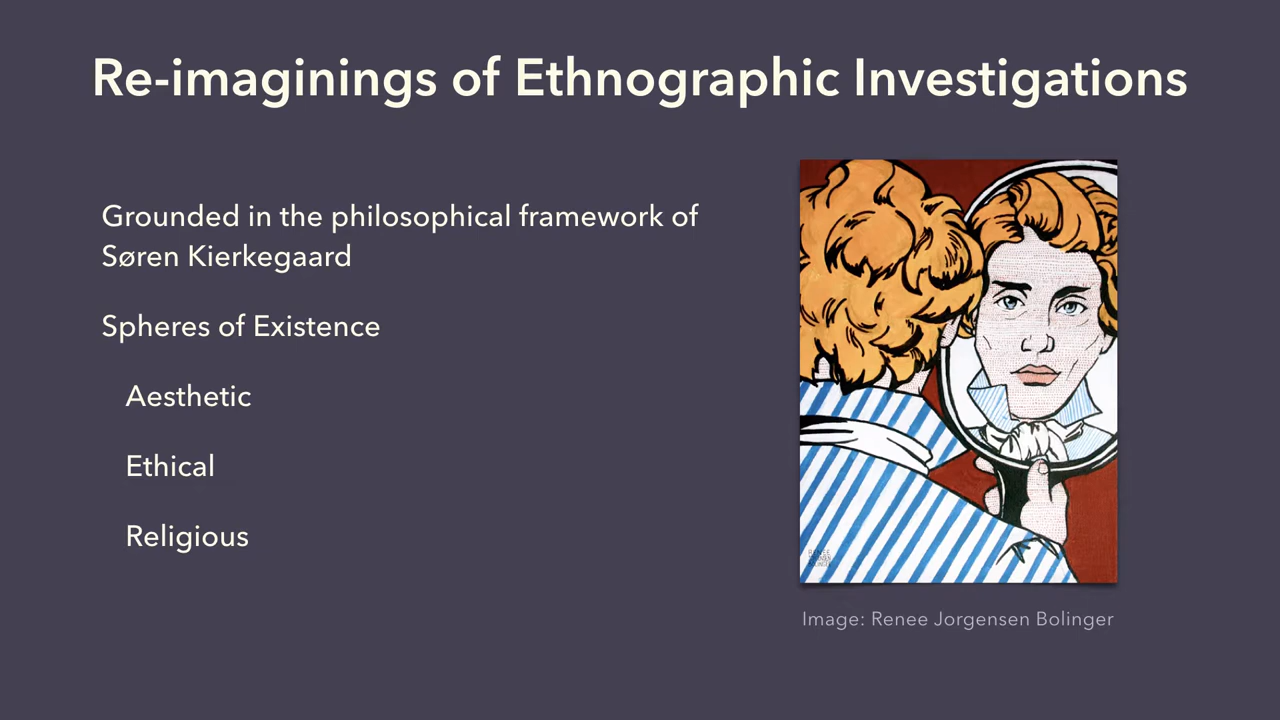 Re-imaginings of Ethnographic Investigations
Grounded in the philosophical framework of
Søren Kierkegaard
Spheres of Existence
Aesthetic
Ethical
Religious
Image: Renee Jorgensen Bolinger